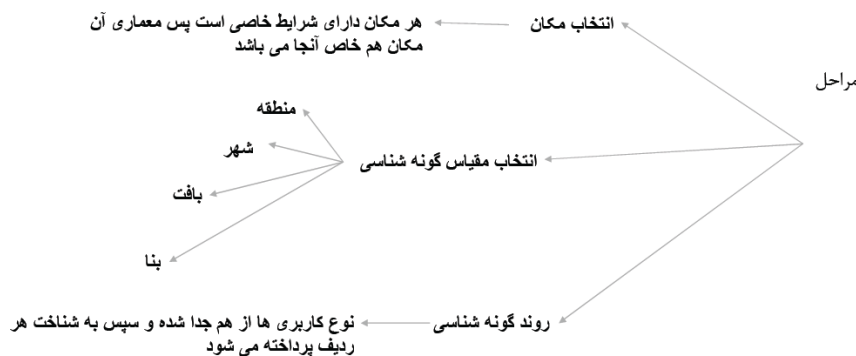 مراحل
انتخاب مکان
هر مکان دارای شرایط خاصی است پس معماری آن
مکان هم خاص آنجا می باشد
انتخاب مقیاس گونه شناسی
منطقه
شهر
بافت
بنا
روند گونه شناسی
نوع کاربری ها از هم جدا شده و سپس به شناخت هر
ردیف پرداخته می شود